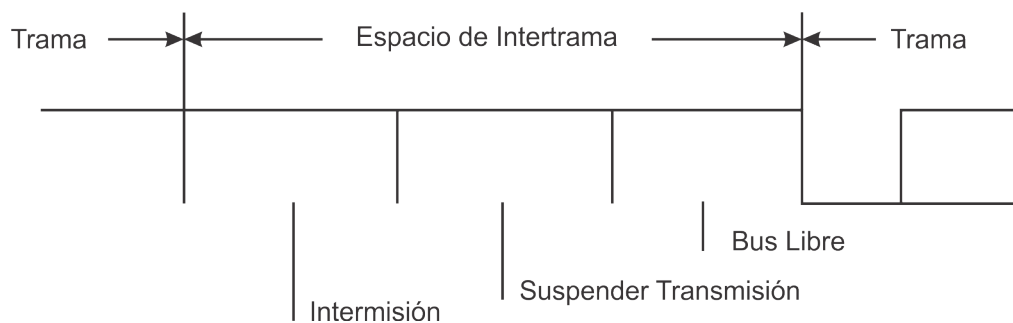 Trama
Espacio de Intertrama
Trama
Bus Libre
Suspender Transmisión
Intermisión